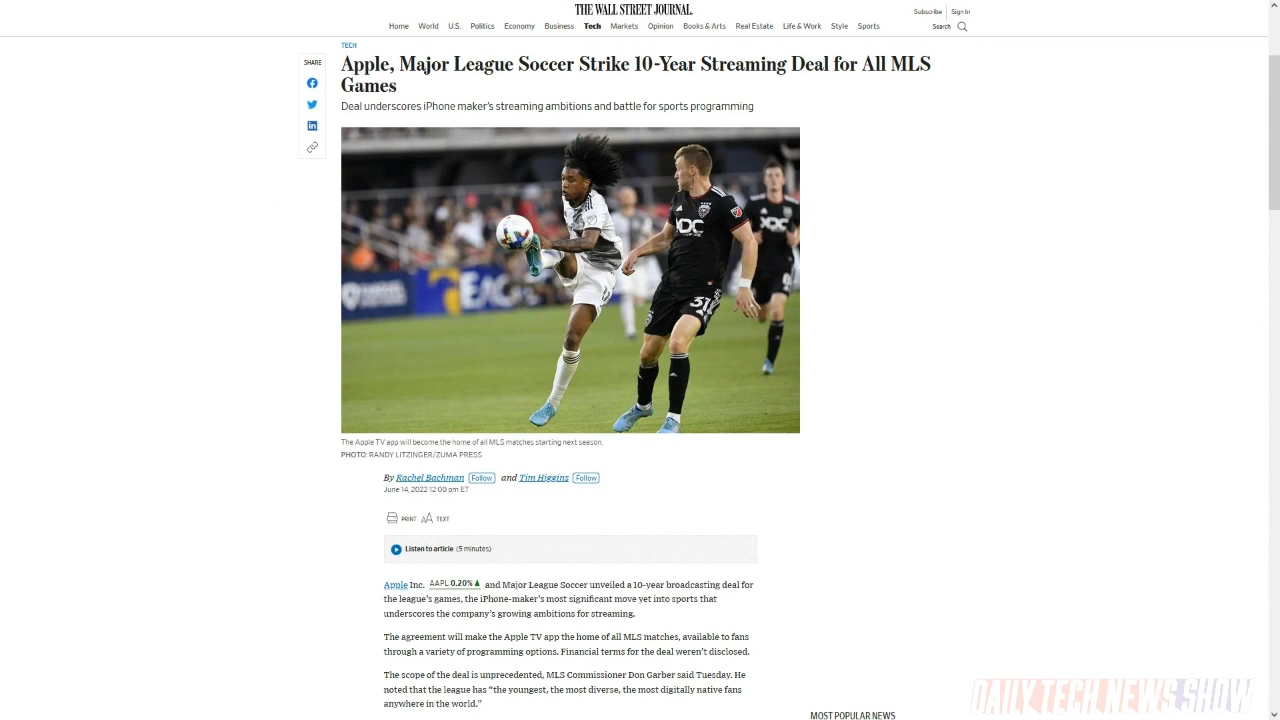 THE WALL STREET JOURNAL.
Subscribe Sign In
Home World U.S. Politics Economy Business Tech Markets Opinion Books & Arts Real Estate Life & Work Style Sports
Search
TECH
SHARE
Apple, Major League Soccer Strike 10-Year Streaming Deal for All MLS
Games
Deal underscores iPhone maker's streaming ambitions and battle for sports programming
XDC
XDC
31
The Apple TV app will become the home of all MLS matches starting next season.
PHOTO: RANDY LITZINGER/ZUMA PRESS
By Rachel Bachman Follow and Tim Higgins Follow
June 14, 2022 12:00 pm ET
PRINT AA TEXT
Listen to article (5 minutes)
Apple Inc. AAPL 0.20% ▲ and Major League Soccer unveiled a 10-year broadcasting deal for
the league's games, the iPhone-maker's most significant move yet into sports that
underscores the company's growing ambitions for streaming.
The agreement will make the Apple TV app the home of all MLS matches, available to fans
through a variety of programming options. Financial terms for the deal weren't disclosed.
The scope of the deal is unprecedented, MLS Commissioner Don Garber said Tuesday. He
noted that the league has “the youngest, the most diverse, the most digitally native fans
anywhere in the world.”
MOST POPULAR NEWS
DAILY TECH NEWS SHOW